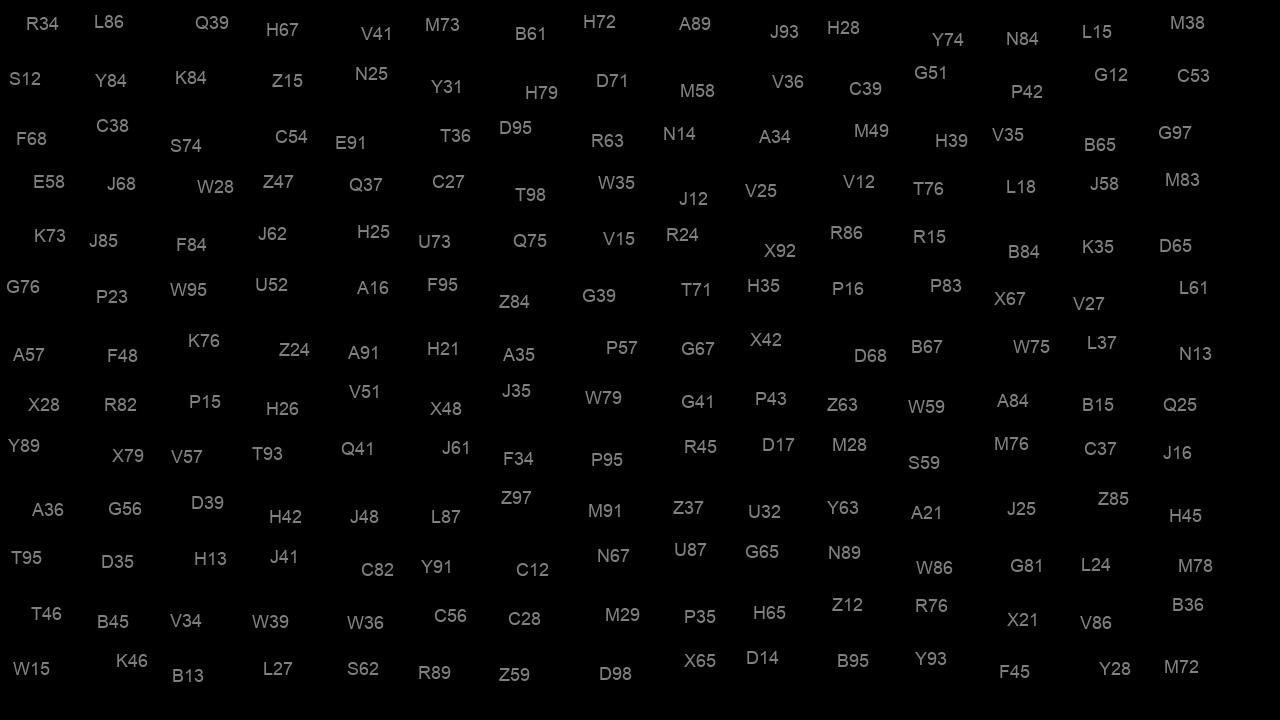 R34 L86 Q39 H67 V41 M73 B61 H72 A89 J93 H28 Y74 N84 L15 M38
S12 Y84 K84 Z15 N25 Y31 H79 D71 M58 V36 C39 G51 P42 G12 C53
F68 C38 S74 C54 E91 T36 D95 R63 N14 A34 M49 H39 V35 B65 G97
E58 J68 W28 Z47 Q37 C27 T98 W35 J12 V25 V12 T76 L18 J58 M83
K73 J85 F84 J62 H25 U73 Q75 V15 R24 X92 R86 R15 B84 K35 D65
G76 P23 W95 U52 A16 F95 Z84 G39 T71 H35 P16 P83 X67 V27 L61
A57 F48 K76 Z24 A91 H21 A35 P57 G67 X42 D68 B67 W75 L37 N13
X28 R82 P15 H26 V51 X48 J35 W79 G41 P43 Z63 W59 A84 B15 Q25
Y89 X79 V57 T93 Q41 J61 F34 P95 R45 D17 M28 S59 M76 C37 J16
A36 G56 D39 H42 J48 L87 Z97 M91 Z37 U32 Y63 A21 J25 Z85 H45
T95 D35 H13 J41 C82 Y91 C12 N67 U87 G65 N89 W86 G81 L24 M78
T46 B45 V34 W39 W36 C56 C28 M29 P35 H65 Z12 R76 X21 V86 B36
W15 K46 B13 L27 S62 R89 Z59 D98 X65 D14 B95 Y93 F45 Y28 M72